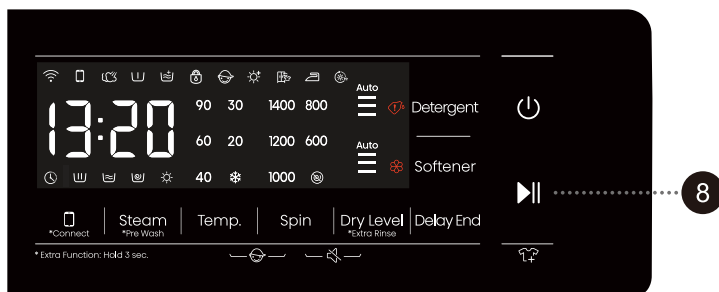 Auto
90 30 1400 800
Detergent
13:20
60 20 1200 600
Auto
Softener
40 1000
8
Steam Temp. Spin Dry Level Delay End
*Connect *Pre Wash *Extra Rinse
* Extra Function: Hold 3 sec.